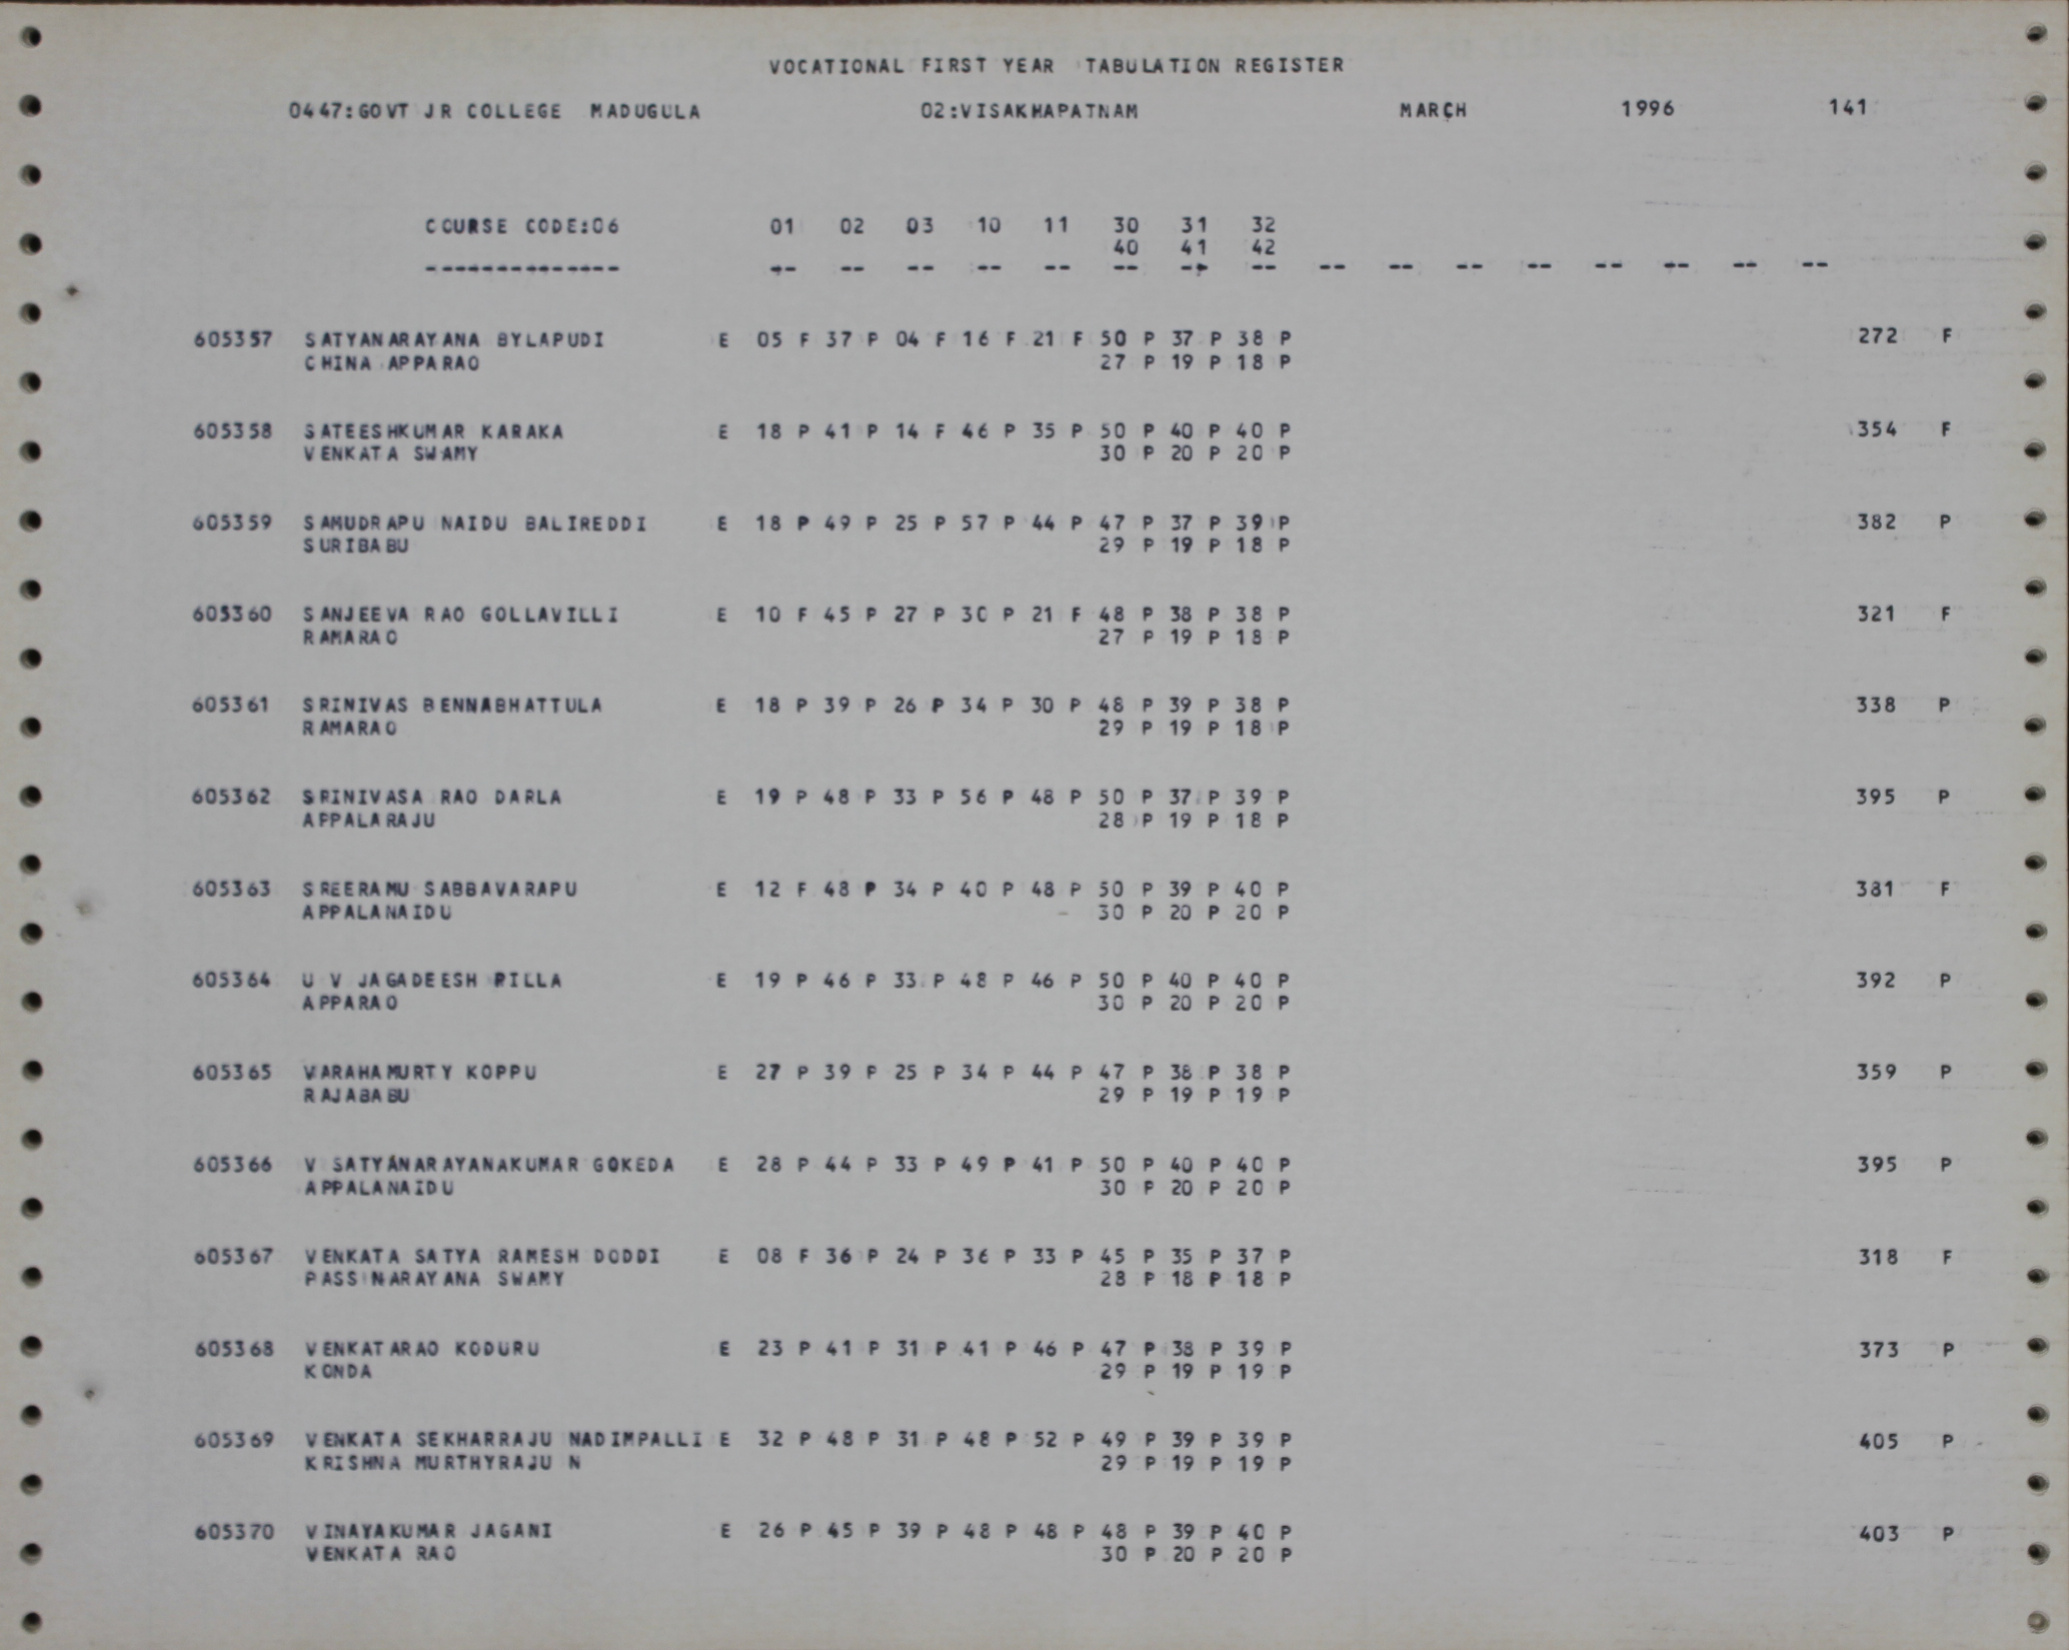 VOCATIONAL FIRST YEAR TABULATION REGISTER
0447:GOVT JR COLLEGE MADUGULA 02:VISAKHAPATNAM MARCH 1996 141
COURSE CODE:06 01 02 03 10 11 30 31 32
40 41 42
-------------- -- -- -- -- -- -- -- -- -- -- -- -- -- -- -- --
605357 SATYANARAYANA BYLAPUDI E 05 F 37 P 04 F 16 F 21 F 50 P 37 P 38 P 272 F
CHINA APPARAO 27 P 19 P 18 P
605358 SATEESHKUMAR KARAKA E 18 P 41 P 14 F 46 P 35 P 50 P 40 P 40 P 354 F
VENKATA SWAMY 30 P 20 P 20 P
605359 SAMUDRAPU NAIDU BALIREDDI E 18 P 49 P 25 P 57 P 44 P 47 P 37 P 39 P 382 P
SURIBABU 29 P 19 P 18 P
605360 SANJEEVA RAO GOLLAVILLI E 10 F 45 P 27 P 30 P 21 F 48 P 38 P 38 P 321 F
RAMARAO 27 P 19 P 18 P
605361 SRINIVAS BENNABHATTULA E 18 P 39 P 26 P 34 P 30 P 48 P 39 P 38 P 338 P
RAMARAO 29 P 19 P 18 P
605362 SRINIVASA RAO DARLA E 19 P 48 P 33 P 56 P 48 P 50 P 37 P 39 P 395 P
APPALARAJU 28 P 19 P 18 P
605363 SREERAMU SABBAVARAPU E 12 F 48 P 34 P 40 P 48 P 50 P 39 P 40 P 381 F
APPALANAIDU 30 P 20 P 20 P
605364 U V JAGADEESH PILLA E 19 P 46 P 33 P 48 P 46 P 50 P 40 P 40 P 392 P
APPARAO 30 P 20 P 20 P
605365 VARAHAMURTY KOPPU E 27 P 39 P 25 P 34 P 44 P 47 P 38 P 38 P 359 P
RAJABABU 29 P 19 P 19 P
605366 V SATYANARAYANAKUMAR GOKEDA E 28 P 44 P 33 P 49 P 41 P 50 P 40 P 40 P 395 P
APPALANAIDU 30 P 20 P 20 P
605367 VENKATA SATYA RAMESH DODDI E 08 F 36 P 24 P 36 P 33 P 45 P 35 P 37 P 318 F
PASS NARAYANA SWAMY 28 P 18 P 18 P
605368 VENKATARAO KODURU E 23 P 41 P 31 P 41 P 46 P 47 P 38 P 39 P 373 P
KONDA 29 P 19 P 19 P
605369 VENKATA SEKHARRAJU NADIMPALLI E 32 P 48 P 31 P 48 P 52 P 49 P 39 P 39 P 405 P
KRISHNA MURTHYRAJU N 29 P 19 P 19 P
605370 VINAYAKUMAR JAGANI E 26 P 45 P 39 P 48 P 48 P 48 P 39 P 40 P 403 P
VENKATA RAO 30 P 20 P 20 P